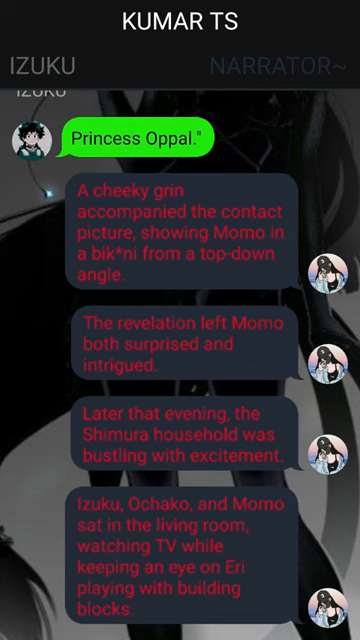 KUMAR TS
IZUKU
NARRATOR~
IZUKU
Princess Oppal."
A cheeky grin
accompanied the contact
picture, showing Momo in
a bik*ni from a top-down
angle.
The revelation left Momo
both surprised and
intrigued.
Later that evening, the
Shimura household was
bustling with excitement.
Izuku, Ochako, and Momo
sat in the living room,
watching TV while
keeping an eye on Eri
playing with building
blocks.